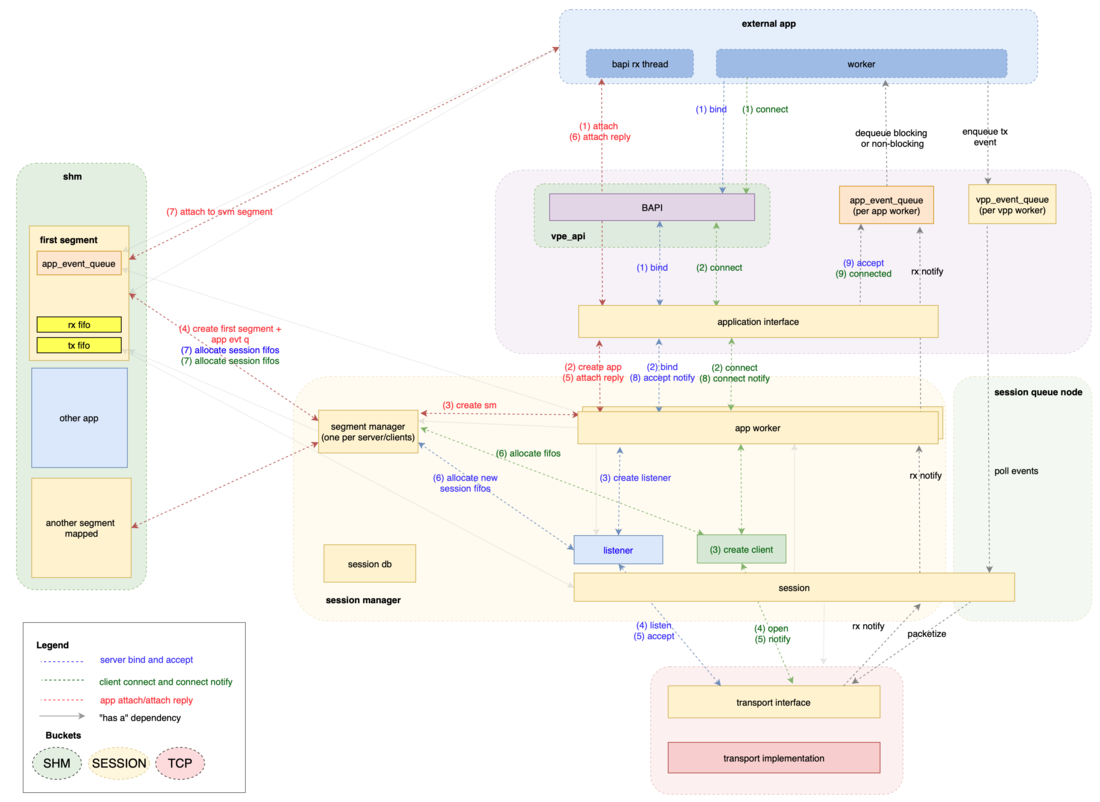 external app
bapi rx thread
worker
(1) attach
(6) attach reply
(1) bind
(1) connect
dequeue blocking
or non-blocking
enqueue tx
event
shm
(7) attach to svm segment
first segment
app_event_queue
rx fifo
tx fifo
other app
another segment
mapped
BAPI
vpe_api
app_event_queue
(per app worker)
vpp_event_queue
(per vpp worker)
(1) bind
(2) connect
(9) accept
(9) connected
rx notify
application interface
(4) create first segment +
app evt q
(7) allocate session fifos
(7) allocate session fifos
(2) create app
(5) attach reply
(2) bind
(8) accept notify
(2) connect
(8) connect notify
session queue node
(3) create sm
segment manager
(one per server/clients)
app worker
(6) allocate fifos
(6) allocate new
session fifos
(3) create listener
rx notify
poll events
listener
(3) create client
session db
session
session manager
(4) listen
(5) accept
(4) open
(5) notify
rx notify
packetize
transport interface
transport implementation
Legend
server bind and accept
client connect and connect notify
app attach/attach reply
"has a" dependency
Buckets
SHM
SESSION
TCP